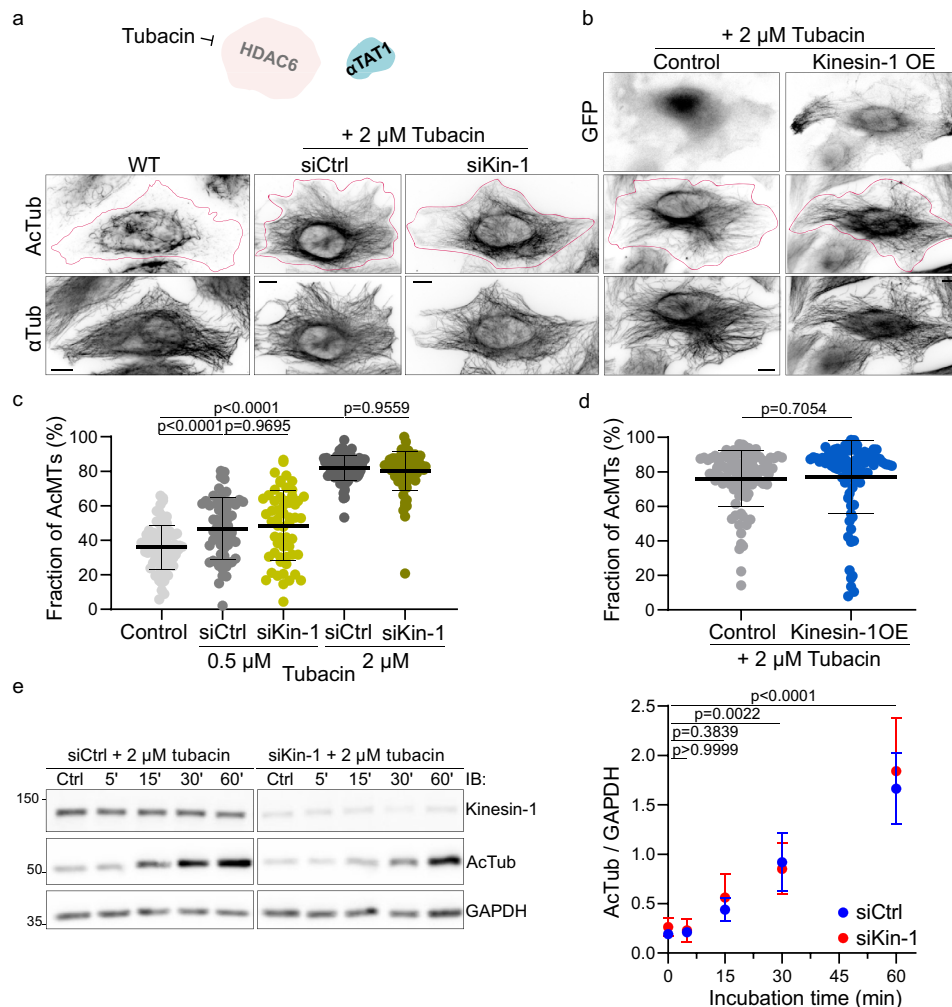 a
Tubacin
HDAC6
αTAT1
+ 2 µM Tubacin
WT
siCtrl
siKin-1
AcTub
αTub
b
+ 2 µM Tubacin
Control
Kinesin-1 OE
GFP
c
p<0.0001
p=0.9559
p<0.0001
p=0.9695
Fraction of AcMTs (%)
100
80
60
40
20
0
Control
siCtrl
siKin-1
siCtrl
siKin-1
0.5 µM
2 µM
Tubacin
d
p=0.7054
Fraction of AcMTs (%)
100
80
60
40
20
0
Control
Kinesin-1OE
+ 2 µM Tubacin
e
siCtrl + 2 µM tubacin
siKin-1 + 2 µM tubacin
Ctrl 5' 15' 30' 60'
Ctrl 5' 15' 30' 60'
IB:
150
Kinesin-1
50
AcTub
35
GAPDH
p<0.0001
p=0.0022
p=0.3839
p>0.9999
AcTub / GAPDH
2.5
2.0
1.5
1.0
0.5
0.0
siCtrl
siKin-1
0 15 30 45 60
Incubation time (min)